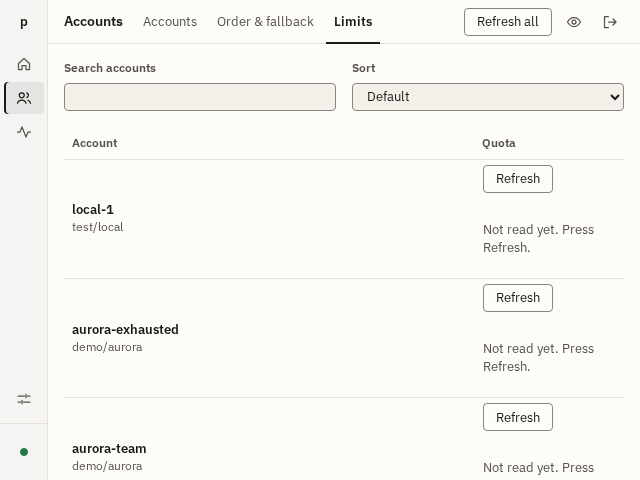 p
Accounts Accounts Order & fallback Limits Refresh all
Search accounts Sort
Default
Account Quota
Refresh
local-1
test/local
Not read yet. Press
Refresh.
Refresh
aurora-exhausted
demo/aurora
Not read yet. Press
Refresh.
Refresh
aurora-team
demo/aurora
Not read yet. Press